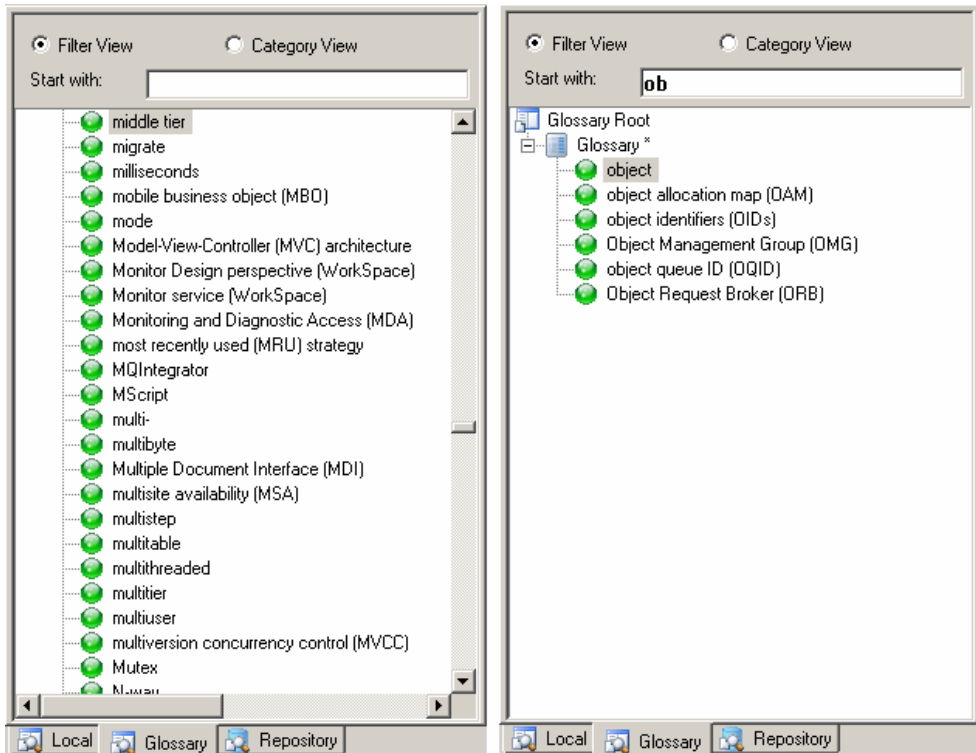 Filter View
Category View
Start with:
middle tier
migrate
milliseconds
mobile business object (MBO)
mode
Model-View-Controller (MVC) architecture
Monitor Design perspective (WorkSpace)
Monitor service (WorkSpace)
Monitoring and Diagnostic Access (MDA)
most recently used (MRU) strategy
MQIntegrator
MScript
multi-
multibyte
Multiple Document Interface (MDI)
multisite availability (MSA)
multistep
multitable
multithreaded
multitier
multiuser
multiversion concurrency control (MVCC)
Mutex
N-way
Local
Glossary
Repository
Filter View
Category View
Start with:
ob
Glossary Root
Glossary *
object
object allocation map (OAM)
object identifiers (OIDs)
Object Management Group (OMG)
object queue ID (OQID)
Object Request Broker (ORB)
Local
Glossary
Repository